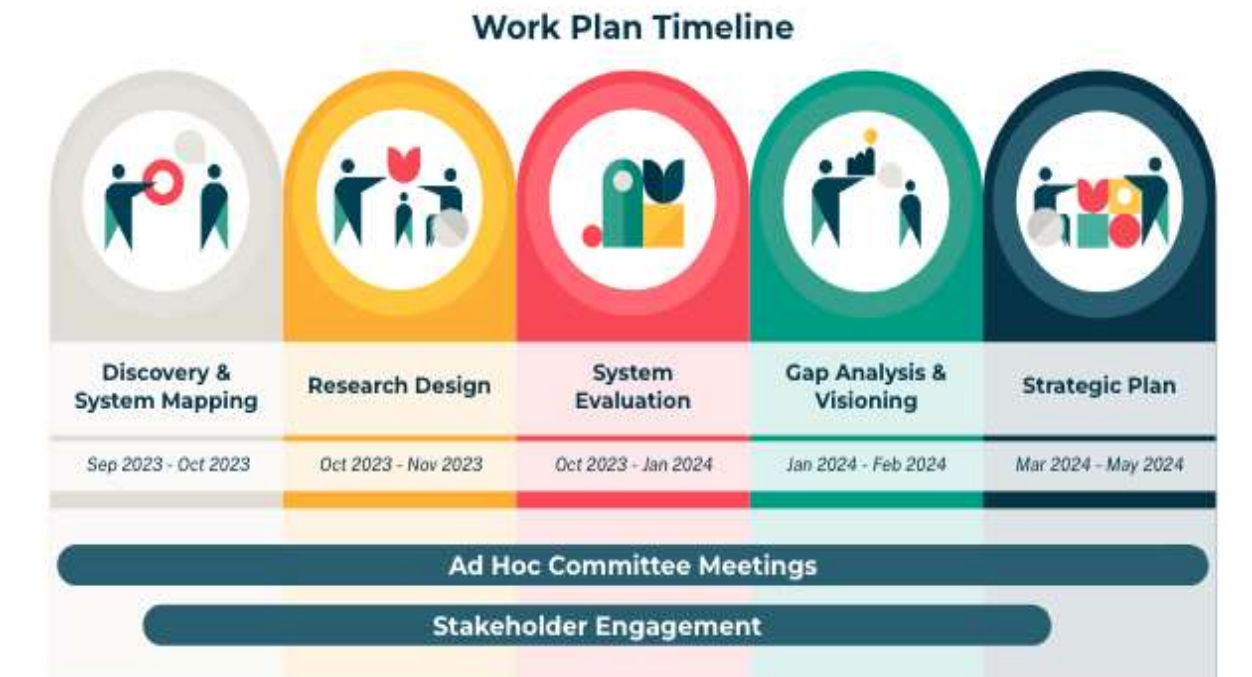 Work Plan Timeline
Discovery &
System Mapping
Research Design
System
Evaluation
Gap Analysis &
Visioning
Strategic Plan
Sep 2023 - Oct 2023
Oct 2023 - Nov 2023
Oct 2023 - Jan 2024
Jan 2024 - Feb 2024
Mar 2024 - May 2024
Ad Hoc Committee Meetings
Stakeholder Engagement